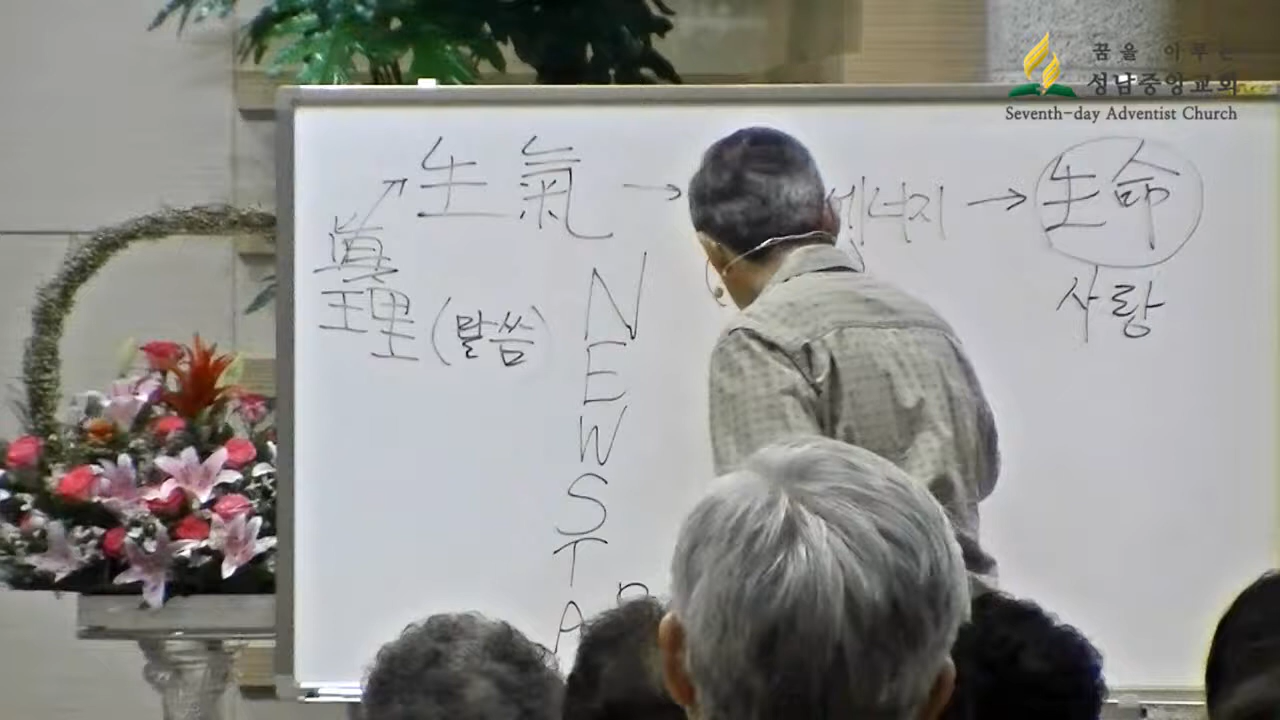 꿈을 이루는
성남중앙교회
Seventh-day Adventist Church
生氣 → 에너지 → 生命
사랑
眞
理 (말씀)
N
E
W
S
T
A